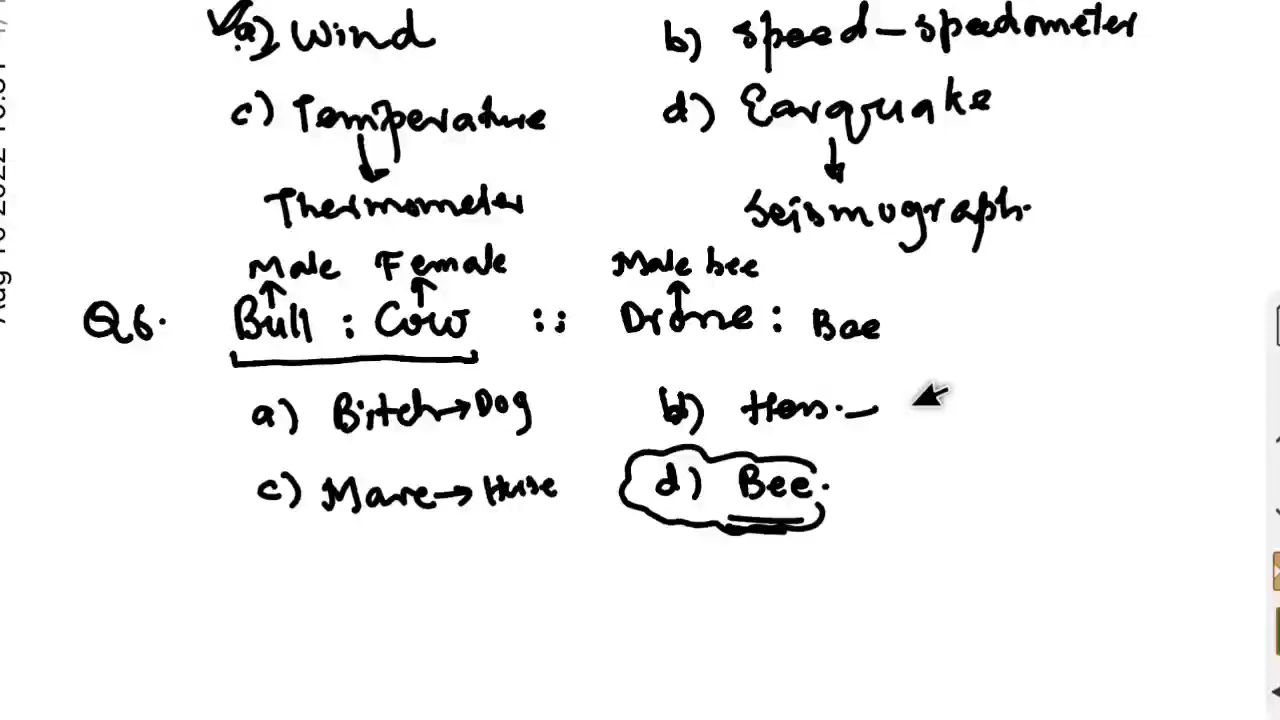 a) Wind b) Speed - Speedometer
c) Temperature d) Earquake
Thermometer Seismograph.
Male Female Male bee
Q6. Bull : Cow :: Drone : Bee
a) Bitch → Dog b) Hen. –
c) Mare → Horse d) Bee.